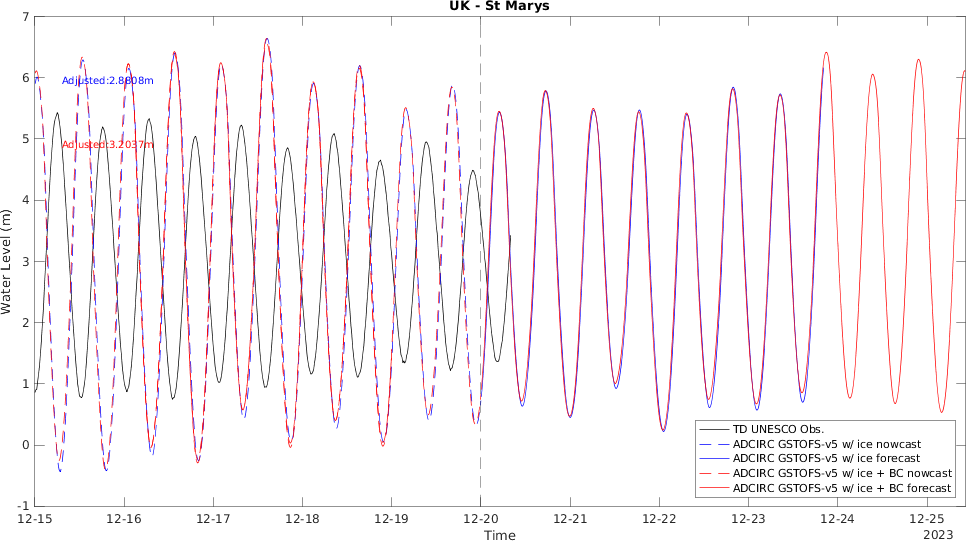 UK - St Marys
7
6
5
4
3
2
1
0
-1
Water Level (m)
Adjusted:2.8808m
Adjusted:3.2037m
TD UNESCO Obs.
ADCIRC GSTOFS-v5 w/ ice nowcast
ADCIRC GSTOFS-v5 w/ ice forecast
ADCIRC GSTOFS-v5 w/ ice + BC nowcast
ADCIRC GSTOFS-v5 w/ ice + BC forecast
12-15 12-16 12-17 12-18 12-19 12-20 12-21 12-22 12-23 12-24 12-25
Time
2023